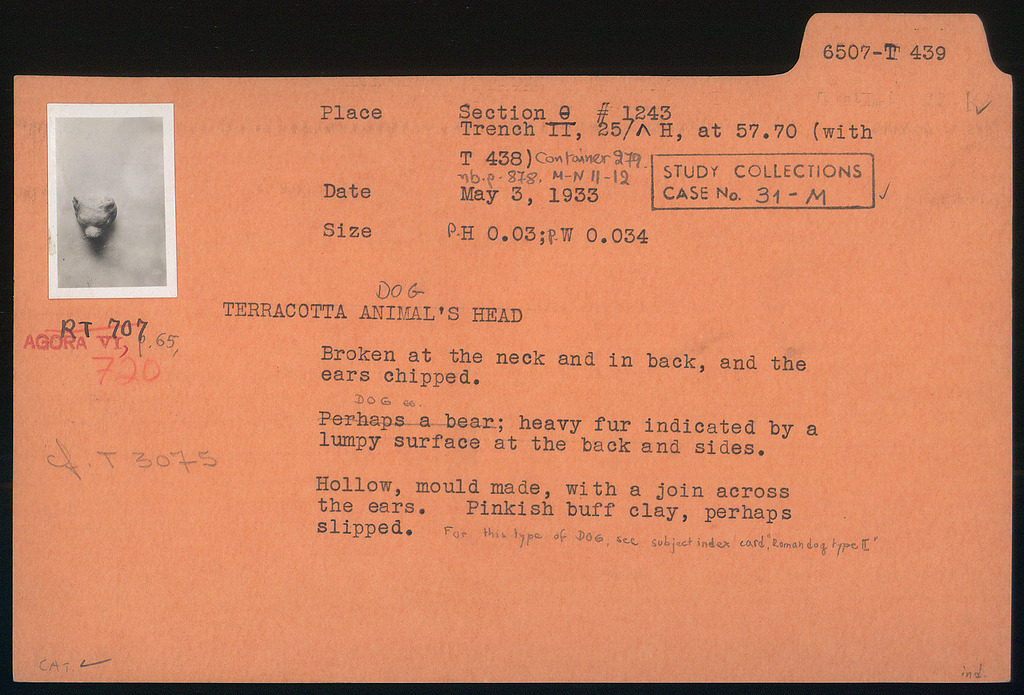 6507-T 439
Place Section Θ # 1243
Trench II, 25/Λ H, at 57.70 (with
T 438) Container 279.
nb.p. 878. M-N 11-12
STUDY COLLECTIONS
CASE No. 31-M
Date May 3, 1933
Size P.H 0.03; p.W 0.034
DOG
TERRACOTTA ANIMAL'S HEAD
RT 707
AGORA VI, p. 65,
720
Broken at the neck and in back, and the
ears chipped.
DOG
Perhaps a bear; heavy fur indicated by a
lumpy surface at the back and sides.
cf. T 3075
Hollow, mould made, with a join across
the ears. Pinkish buff clay, perhaps
slipped. For this type of DOG, see subject index card, "Roman dog type II"
CAT.
ind.